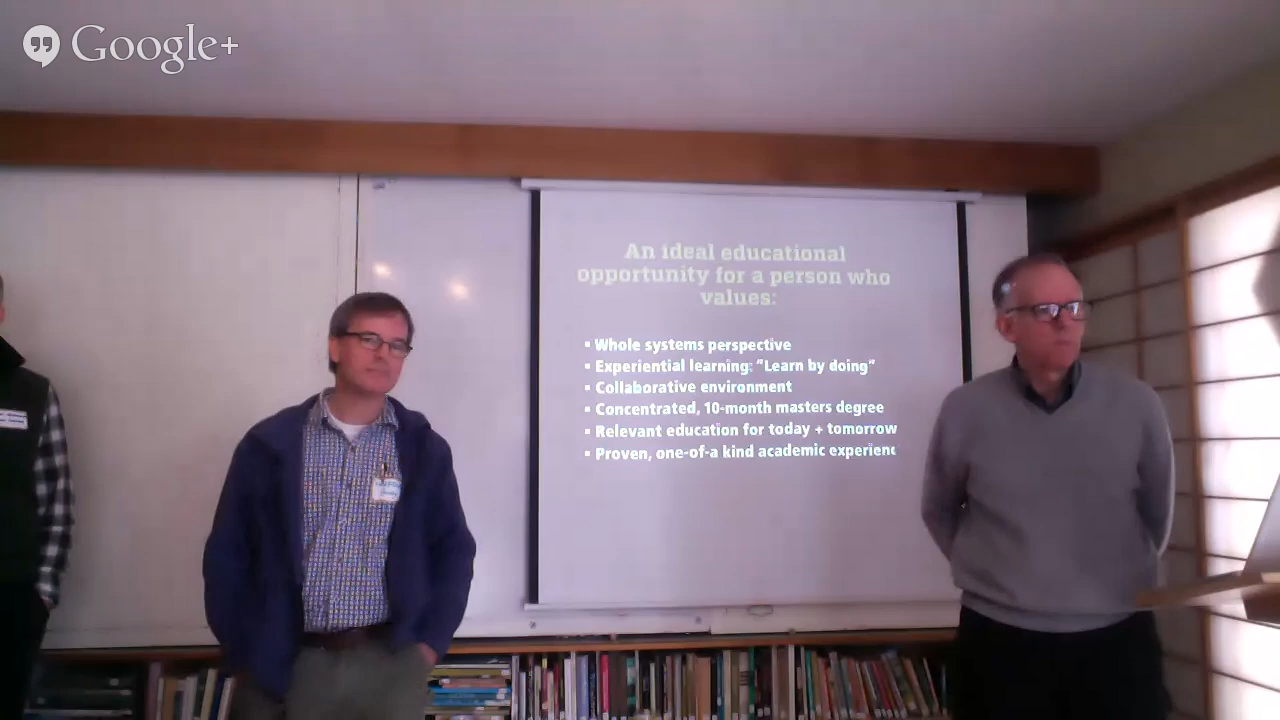 Google+
An ideal educational
opportunity for a person who
values:
▪ Whole systems perspective
▪ Experiential learning: "Learn by doing"
▪ Collaborative environment
▪ Concentrated, 10-month masters degree
▪ Relevant education for today + tomorrow
▪ Proven, one-of-a kind academic experienc